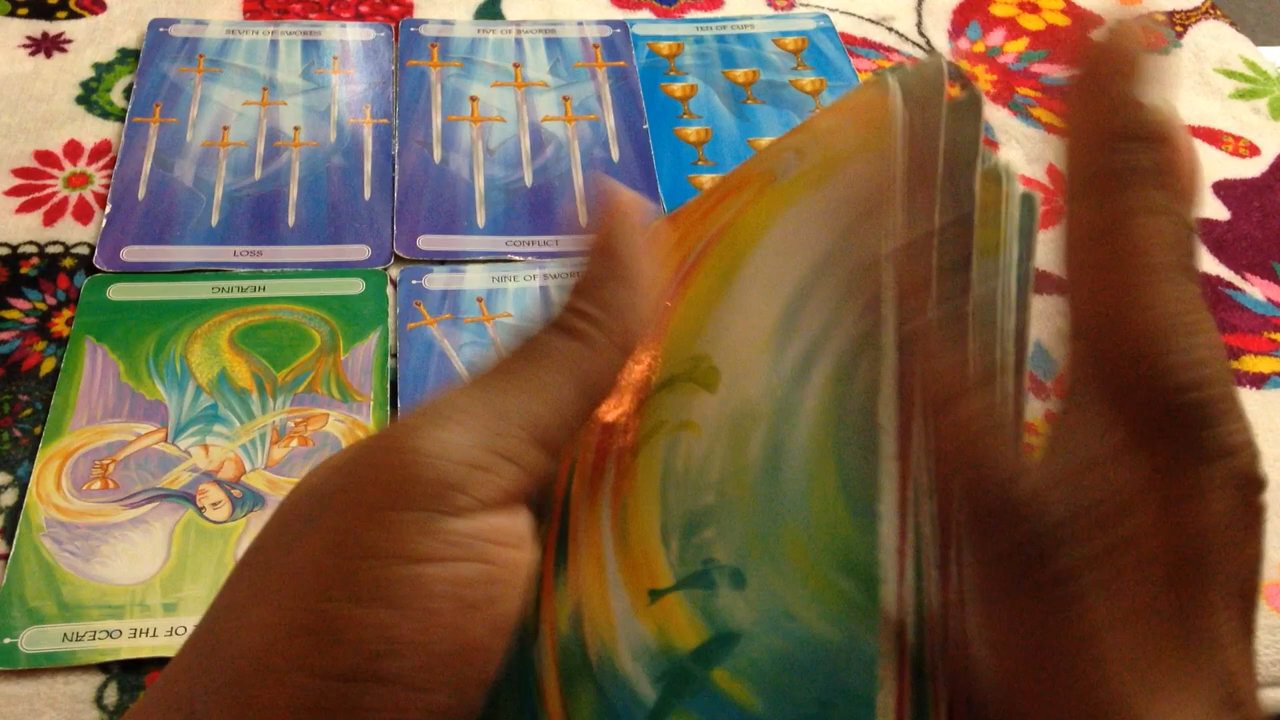 SEVEN OF SWORDS
FIVE OF SWORDS
TEN OF CUPS
LOSS
CONFLICT
HEALING
NINE OF SWORDS
OF THE OCEAN